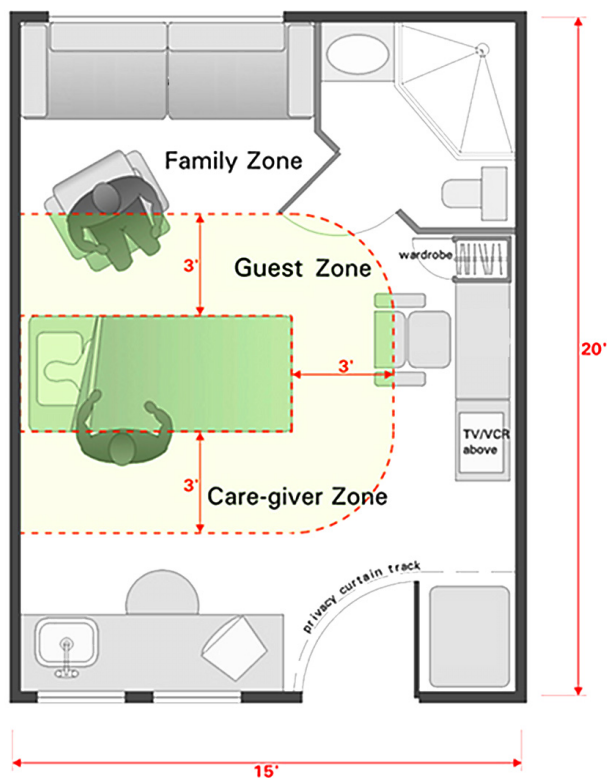 Family Zone
3'
Guest Zone
wardrobe
20'
3'
TV/VCR
above
3'
Care-giver Zone
privacy curtain track
15'